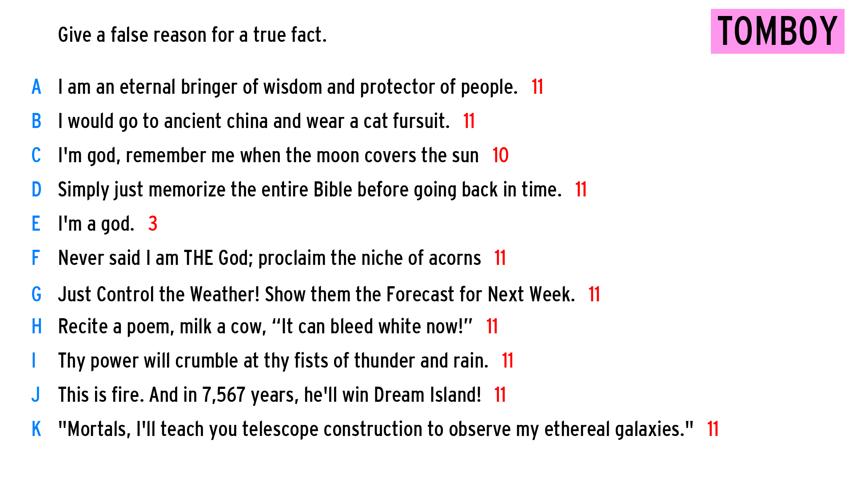 Give a false reason for a true fact.
TOMBOY
A I am an eternal bringer of wisdom and protector of people. 11
B I would go to ancient china and wear a cat fursuit. 11
C I'm god, remember me when the moon covers the sun 10
D Simply just memorize the entire Bible before going back in time. 11
E I'm a god. 3
F Never said I am THE God; proclaim the niche of acorns 11
G Just Control the Weather! Show them the Forecast for Next Week. 11
H Recite a poem, milk a cow, “It can bleed white now!” 11
I Thy power will crumble at thy fists of thunder and rain. 11
J This is fire. And in 7,567 years, he'll win Dream Island! 11
K "Mortals, I'll teach you telescope construction to observe my ethereal galaxies." 11